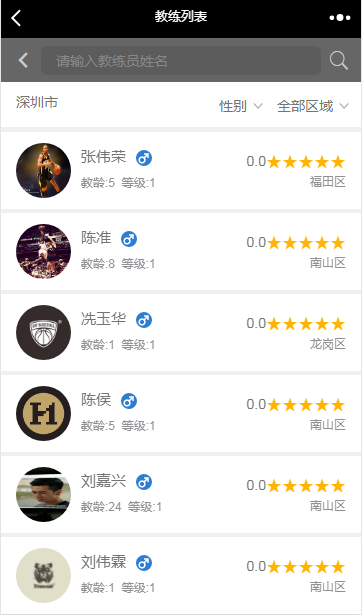 教练列表
请输入教练员姓名
深圳市 性别 全部区域
张伟荣 0.0
教龄:5 等级:1 福田区
陈准 0.0
教龄:8 等级:1 南山区
冼玉华 0.0
教龄:1 等级:1 龙岗区
陈侯 0.0
教龄:5 等级:1 南山区
刘嘉兴 0.0
教龄:24 等级:1 南山区
刘伟霖 0.0
教龄:1 等级:1 南山区